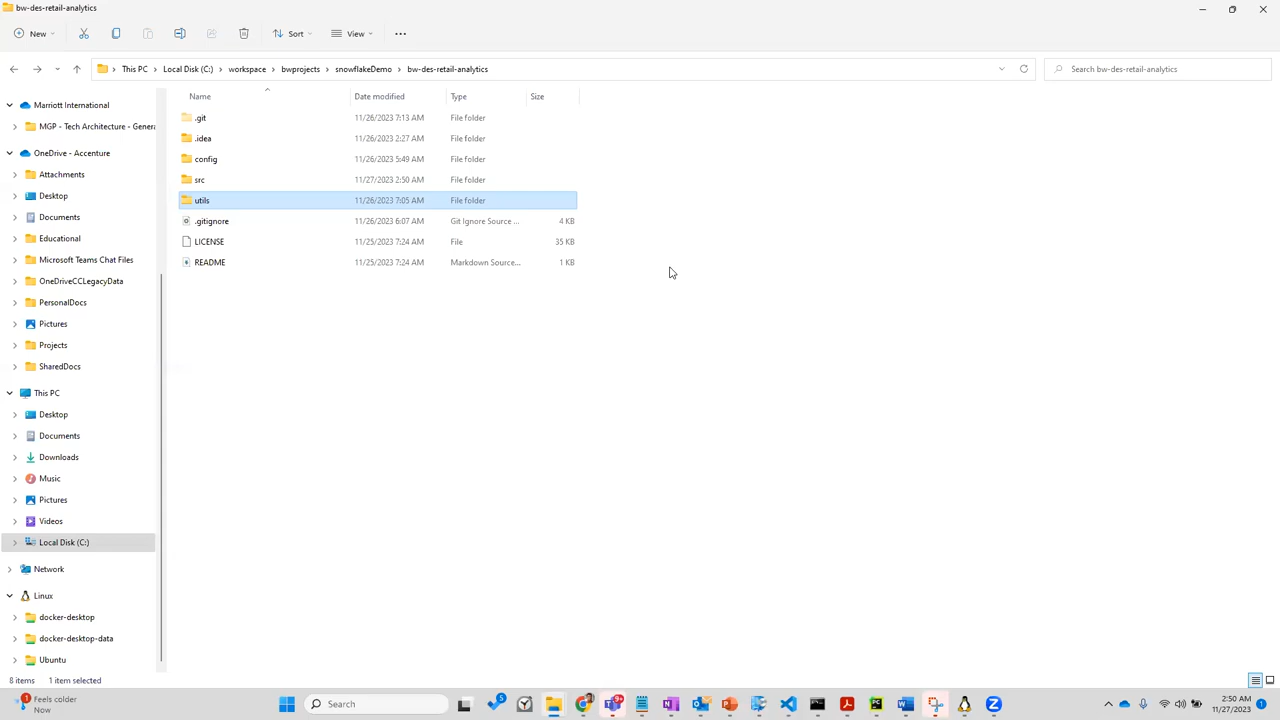 bw-des-retail-analytics
New
Sort
View
This PC
Local Disk (C:)
workspace
bwprojects
snowflakeDemo
bw-des-retail-analytics
Search bw-des-retail-analytics
Name
Date modified
Type
Size
.git 11/26/2023 7:13 AM File folder
.idea 11/26/2023 2:27 AM File folder
config 11/26/2023 5:49 AM File folder
src 11/27/2023 2:50 AM File folder
utils 11/26/2023 7:05 AM File folder
.gitignore 11/26/2023 6:07 AM Git Ignore Source ... 4 KB
LICENSE 11/25/2023 7:24 AM File 35 KB
README 11/25/2023 7:24 AM Markdown Source... 1 KB
Marriott International
MGP - Tech Architecture - Genera
OneDrive - Accenture
Attachments
Desktop
Documents
Educational
Microsoft Teams Chat Files
OneDriveCCLegacyData
PersonalDocs
Pictures
Projects
SharedDocs
This PC
Desktop
Documents
Downloads
Music
Pictures
Videos
Local Disk (C:)
Network
Linux
docker-desktop
docker-desktop-data
Ubuntu
8 items
1 item selected
1
Feels colder
Now
Search
5
9+
2:50 AM
11/27/2023